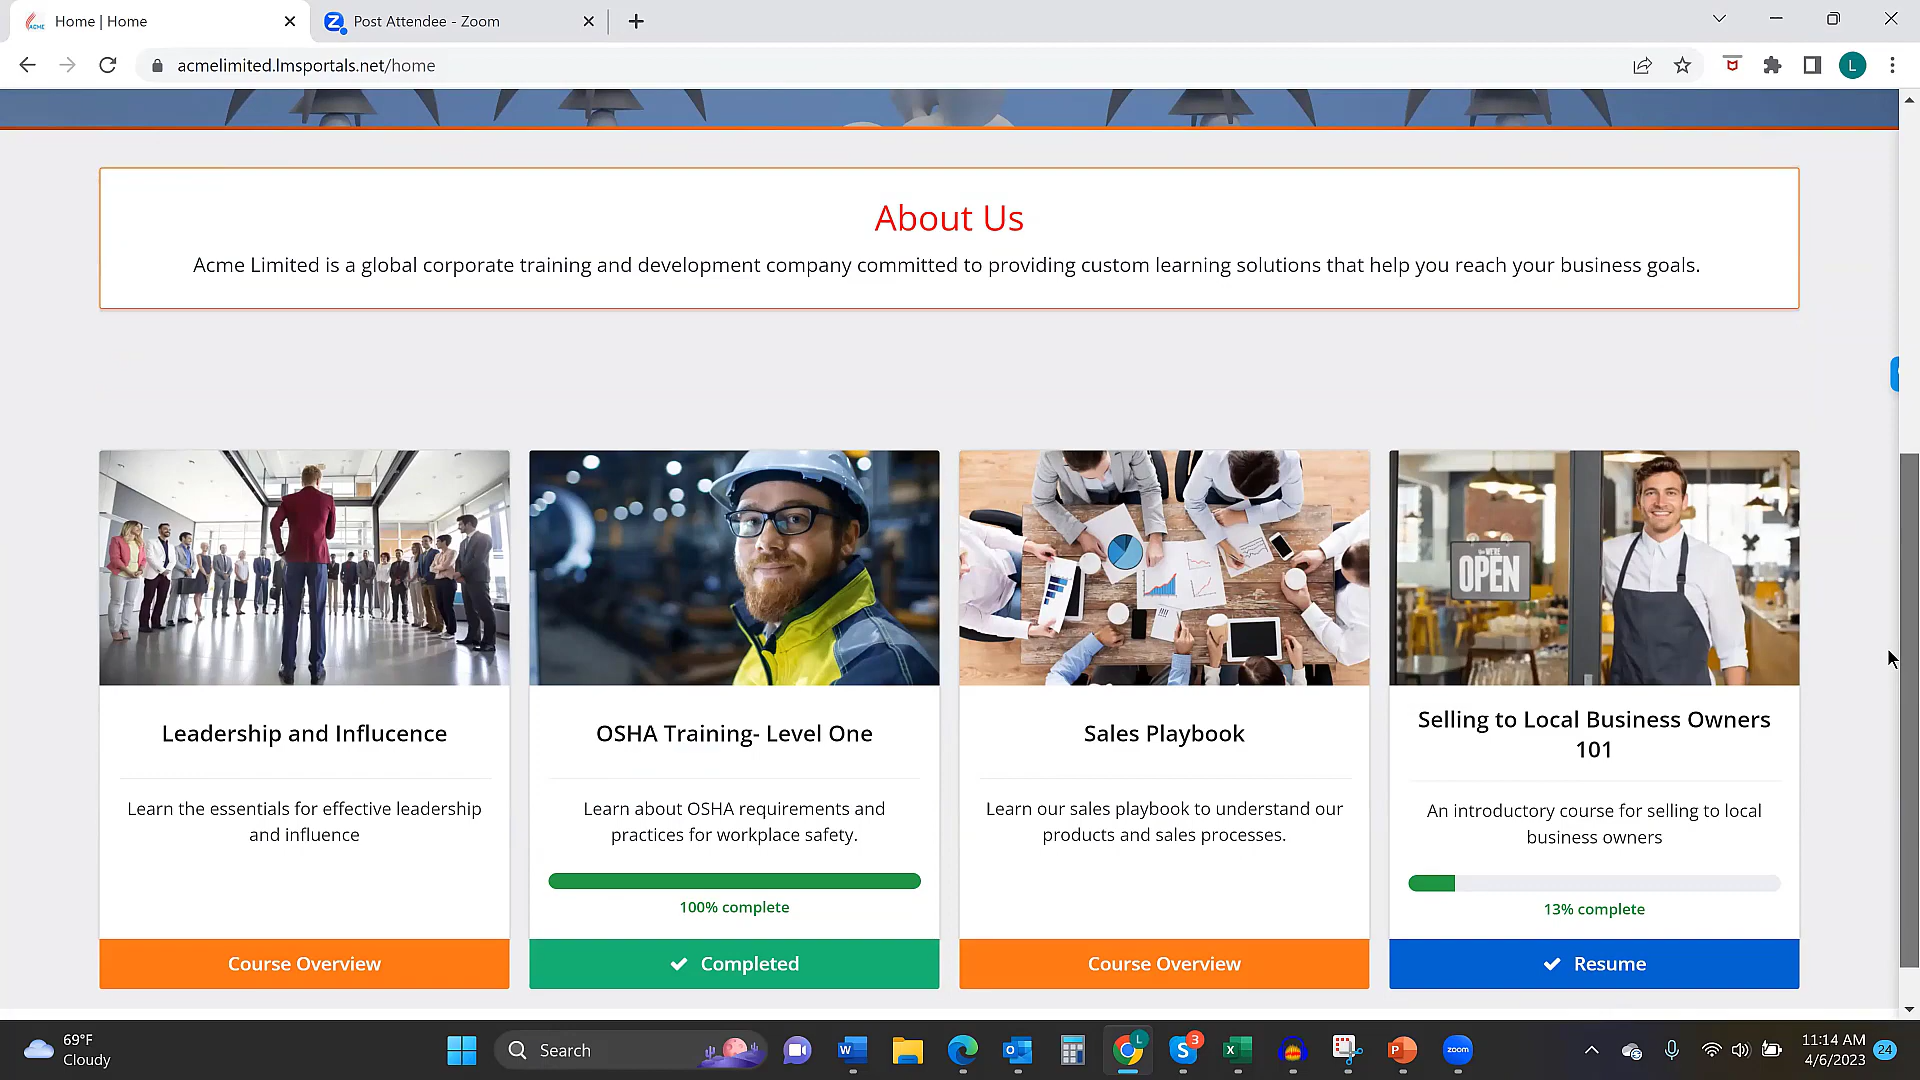 Home | Home
Post Attendee - Zoom
acmelimited.lmsportals.net/home
L
About Us
Acme Limited is a global corporate training and development company committed to providing custom learning solutions that help you reach your business goals.
OPEN
Leadership and Influcence
Learn the essentials for effective leadership
and influence
Course Overview
OSHA Training- Level One
Learn about OSHA requirements and
practices for workplace safety.
100% complete
Completed
Sales Playbook
Learn our sales playbook to understand our
products and sales processes.
Course Overview
Selling to Local Business Owners
101
An introductory course for selling to local
business owners
13% complete
Resume
69°F
Cloudy
Search
L
3
zoom
11:14 AM
4/6/2023
24